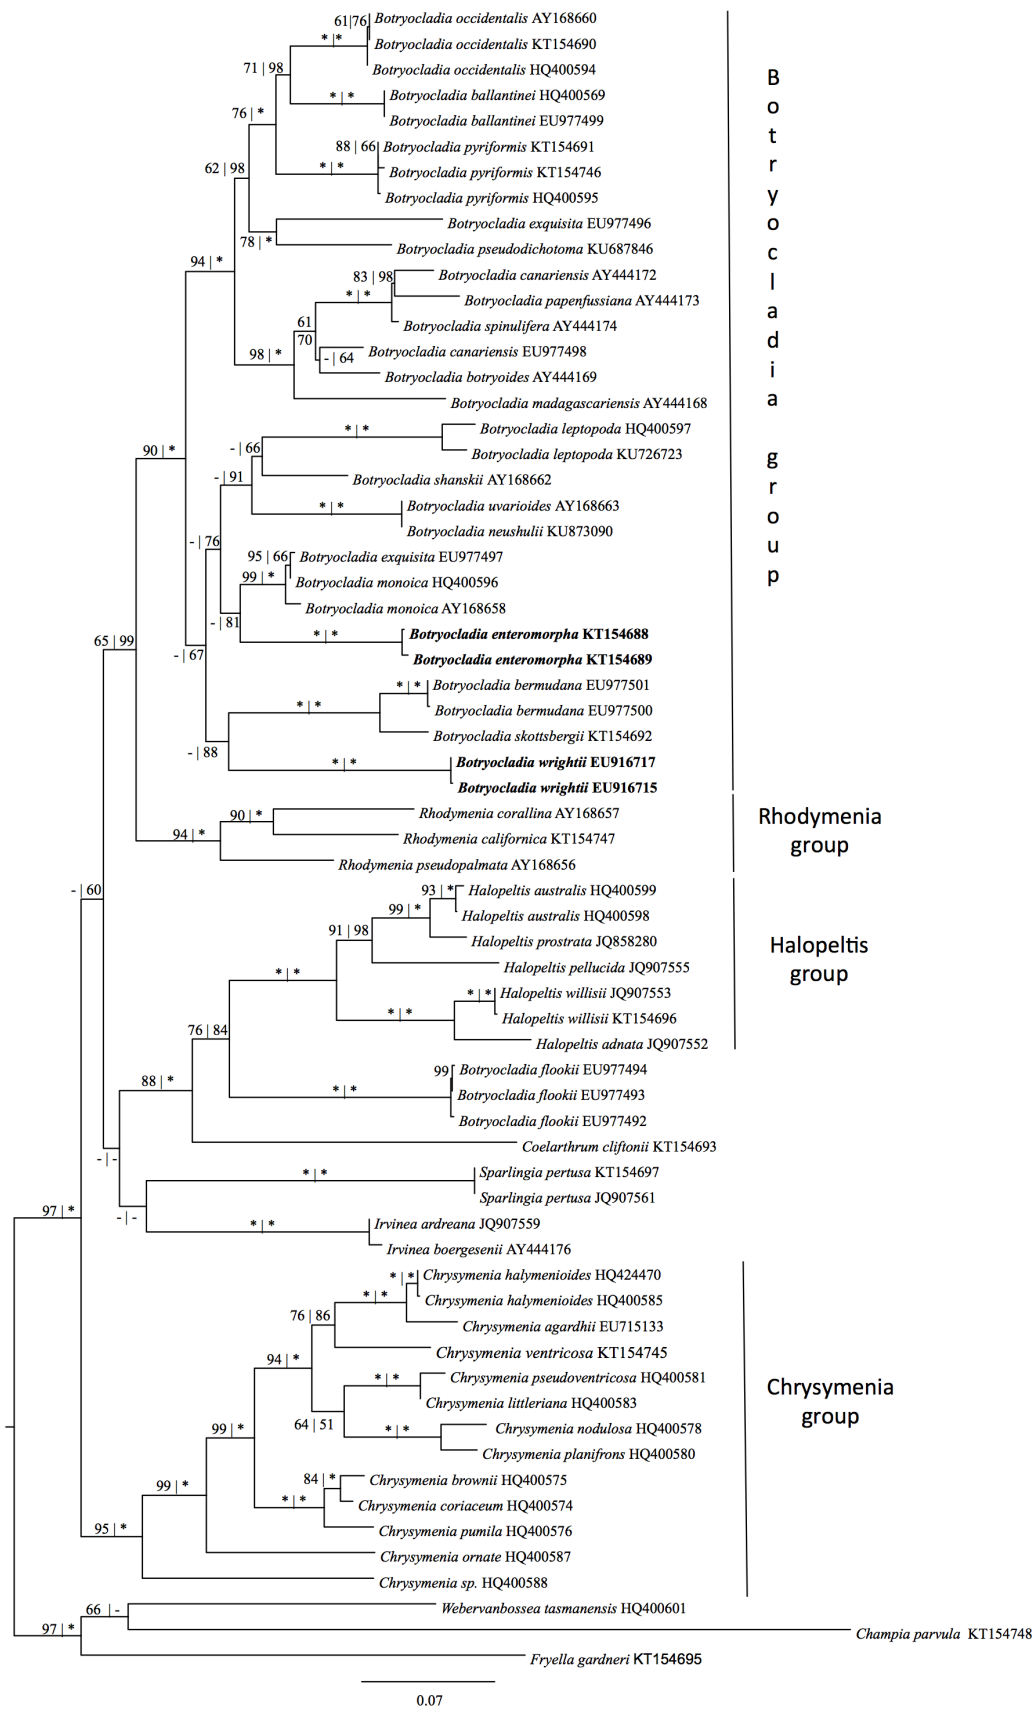 61|76
Botryocladia occidentalis AY168660
* | *
Botryocladia occidentalis KT154690
71 | 98
Botryocladia occidentalis HQ400594
* | *
Botryocladia ballantinei HQ400569
76 | *
Botryocladia ballantinei EU977499
88 | 66
Botryocladia pyriformis KT154691
62 | 98
* | *
Botryocladia pyriformis KT154746
Botryocladia pyriformis HQ400595
Botryocladia exquisita EU977496
78 | *
Botryocladia pseudodichotoma KU687846
94 | *
83 | 98
Botryocladia canariensis AY444172
* | *
Botryocladia papenfussiana AY444173
61
70
Botryocladia spinulifera AY444174
98 | *
- | 64
Botryocladia canariensis EU977498
Botryocladia botryoides AY444169
Botryocladia madagascariensis AY444168
90 | *
* | *
Botryocladia leptopoda HQ400597
- | 66
Botryocladia leptopoda KU726723
- | 91
Botryocladia shanskii AY168662
* | *
Botryocladia uvarioides AY168663
Botryocladia neushulii KU873090
- | 76
95 | 66
Botryocladia exquisita EU977497
99 | *
Botryocladia monoica HQ400596
Botryocladia monoica AY168658
- | 81
* | *
Botryocladia enteromorpha KT154688
65 | 99
- | 67
Botryocladia enteromorpha KT154689
* | *
Botryocladia bermudana EU977501
* | *
Botryocladia bermudana EU977500
Botryocladia skottsbergii KT154692
- | 88
* | *
Botryocladia wrightii EU916717
Botryocladia wrightii EU916715
Botryocladia group
90 | *
Rhodymenia corallina AY168657
94 | *
Rhodymenia californica KT154747
Rhodymenia pseudopalmata AY168656
Rhodymenia
group
- | 60
93 | *
Halopeltis australis HQ400599
99 | *
Halopeltis australis HQ400598
91 | 98
Halopeltis prostrata JQ858280
* | *
Halopeltis pellucida JQ907555
* | *
Halopeltis willisii JQ907553
* | *
Halopeltis willisii KT154696
Halopeltis adnata JQ907552
Halopeltis
group
76 | 84
99
Botryocladia flookii EU977494
88 | *
* | *
Botryocladia flookii EU977493
Botryocladia flookii EU977492
Coelarthrum cliftonii KT154693
- | -
* | *
Sparlingia pertusa KT154697
Sparlingia pertusa JQ907561
- | -
* | *
Irvinea ardreana JQ907559
Irvinea boergesenii AY444176
97 | *
* | *
Chrysymenia halymenioides HQ424470
* | *
Chrysymenia halymenioides HQ400585
76 | 86
Chrysymenia agardhii EU715133
94 | *
Chrysymenia ventricosa KT154745
* | *
Chrysymenia pseudoventricosa HQ400581
Chrysymenia littleriana HQ400583
64 | 51
* | *
Chrysymenia nodulosa HQ400578
99 | *
Chrysymenia planifrons HQ400580
84 | *
Chrysymenia brownii HQ400575
99 | *
* | *
Chrysymenia coriaceum HQ400574
95 | *
Chrysymenia pumila HQ400576
Chrysymenia ornate HQ400587
Chrysymenia sp. HQ400588
Chrysymenia
group
66 | -
Webervanbossea tasmanensis HQ400601
97 | *
Champia parvula KT154748
Fryella gardneri KT154695
0.07